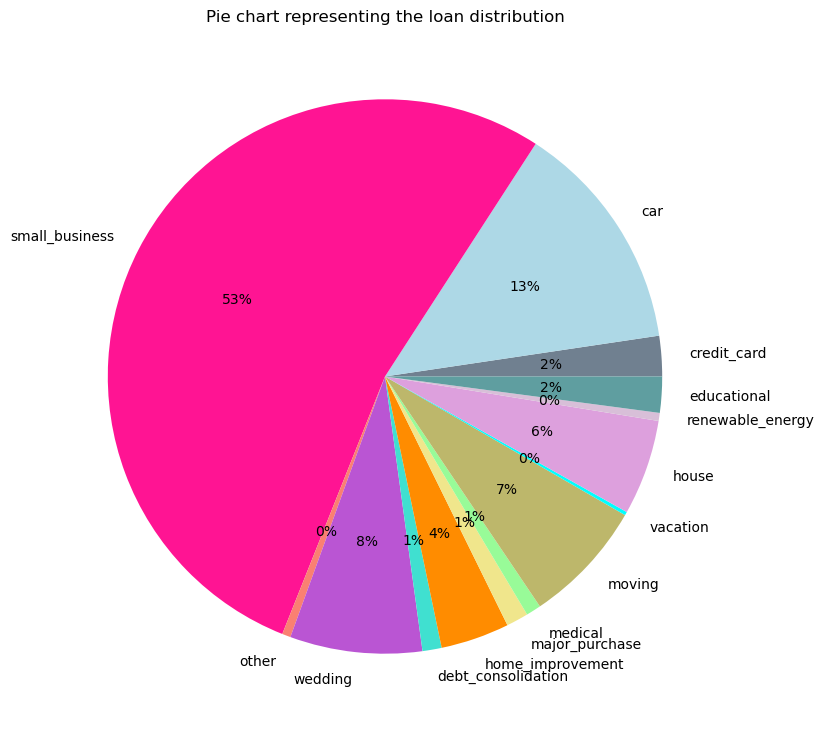 Pie chart representing the loan distribution
car
small_business
13%
53%
credit_card
2%
2%
educational
0%
renewable_energy
6%
0%
house
7%
vacation
1%
1%
0%
4%
1%
8%
moving
medical
major_purchase
other
home_improvement
debt_consolidation
wedding